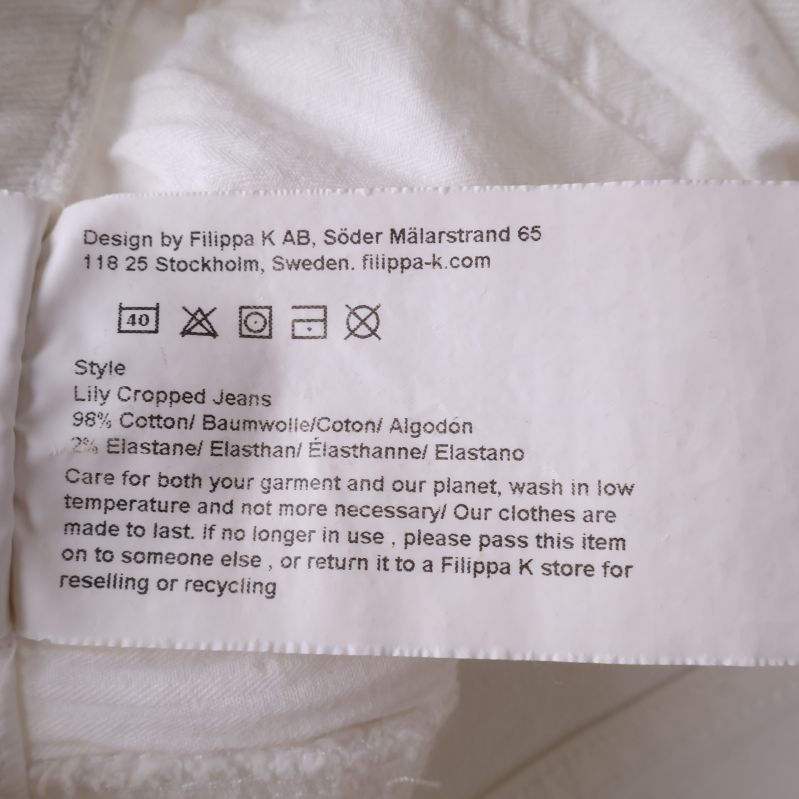 Design by Filippa K AB, Söder Mälarstrand 65
118 25 Stockholm, Sweden. filippa-k.com
40
Style
Lily Cropped Jeans
98% Cotton/ Baumwolle/Coton/ Algodón
2% Elastane/ Elasthan/ Élasthanne/ Elastano
Care for both your garment and our planet, wash in low
temperature and not more necessary/ Our clothes are
made to last. if no longer in use , please pass this item
on to someone else , or return it to a Filippa K store for
reselling or recycling